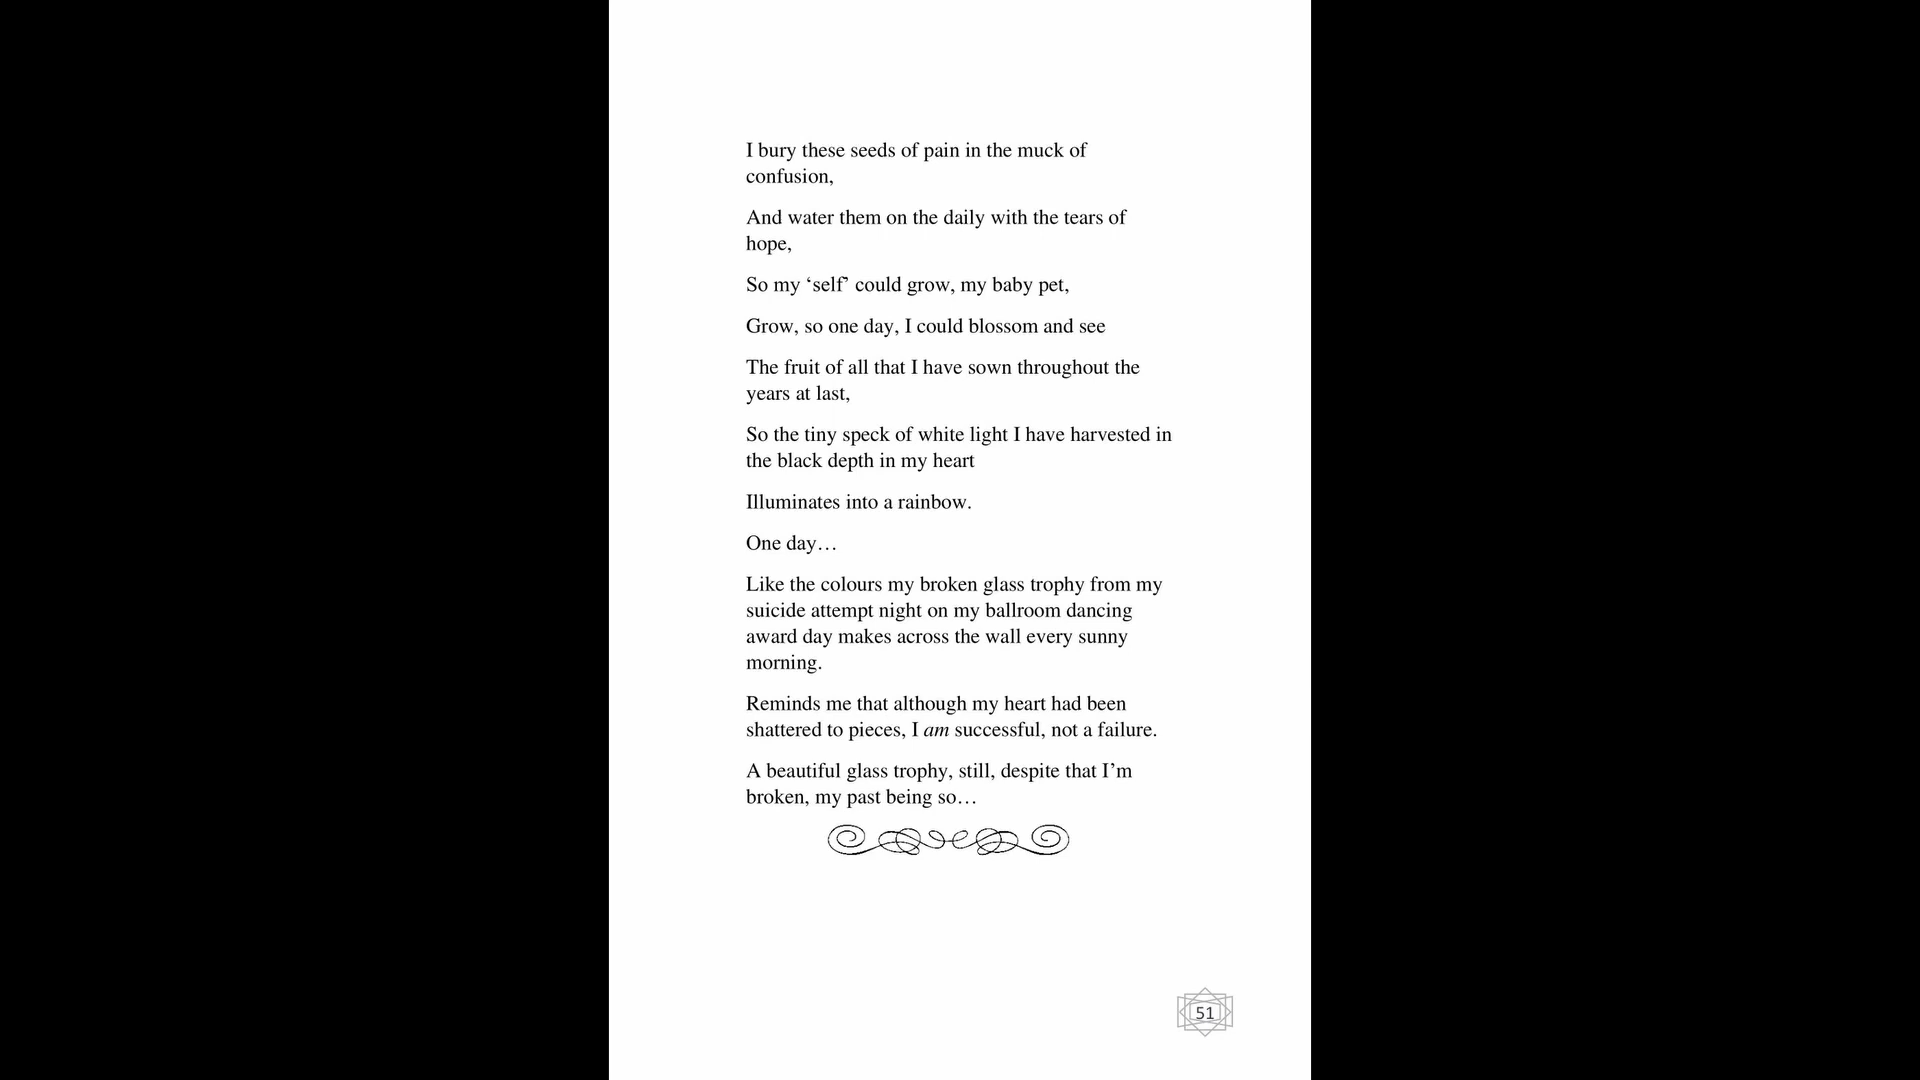 I bury these seeds of pain in the muck of
confusion,
And water them on the daily with the tears of
hope,
So my ‘self’ could grow, my baby pet,
Grow, so one day, I could blossom and see
The fruit of all that I have sown throughout the
years at last,
So the tiny speck of white light I have harvested in
the black depth in my heart
Illuminates into a rainbow.
One day…
Like the colours my broken glass trophy from my
suicide attempt night on my ballroom dancing
award day makes across the wall every sunny
morning.
Reminds me that although my heart had been
shattered to pieces, I am successful, not a failure.
A beautiful glass trophy, still, despite that I’m
broken, my past being so…
51